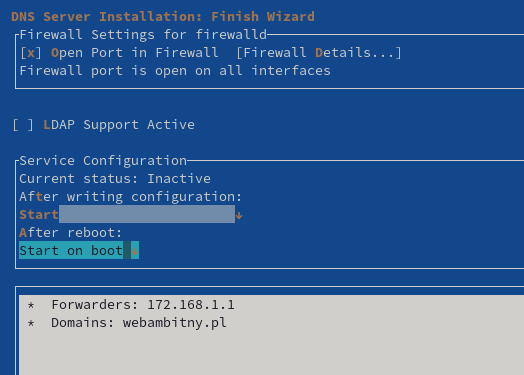 DNS Server Installation: Finish Wizard
Firewall Settings for firewalld
[x] Open Port in Firewall  [Firewall Details...]
Firewall port is open on all interfaces
[ ] LDAP Support Active
Service Configuration
Current status: Inactive
After writing configuration:
Start ↓
After reboot:
Start on boot ↓
* Forwarders: 172.168.1.1
* Domains: webambitny.pl